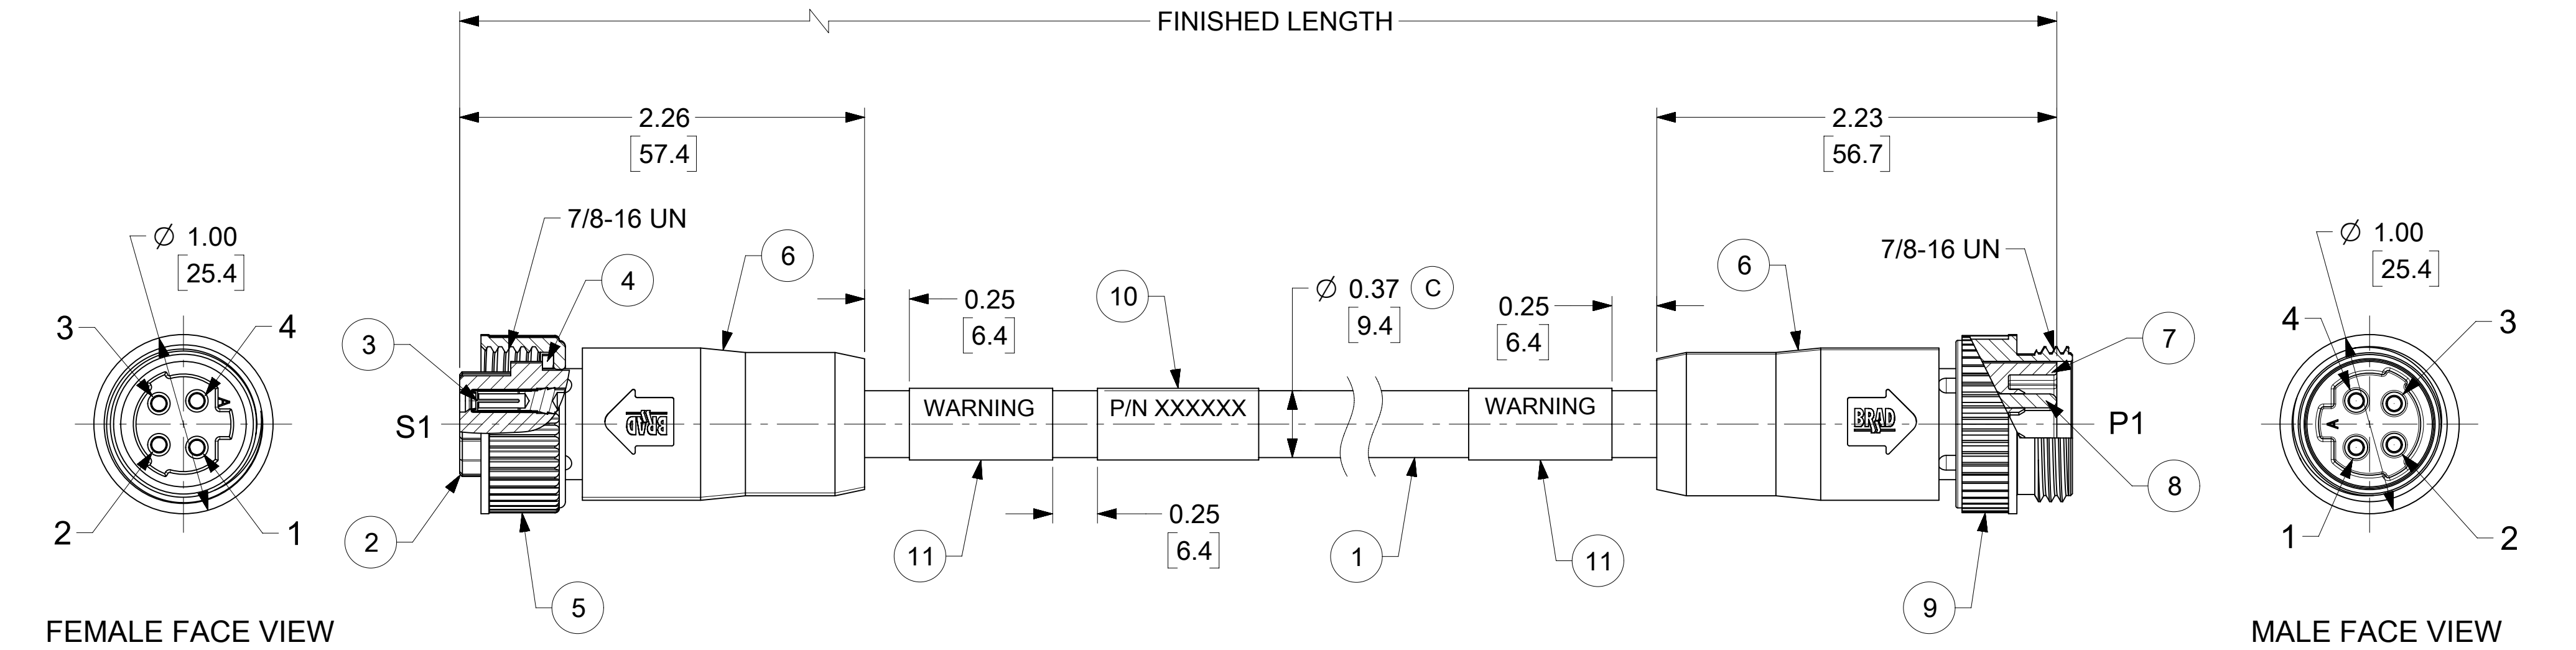 FINISHED LENGTH
2.26
[57.4]
2.23
[56.7]
7/8-16 UN
7/8-16 UN
Ø 1.00
[25.4]
Ø 1.00
[25.4]
6
4
10
Ø 0.37 C
[9.4]
6
0.25
[6.4]
0.25
[6.4]
3
4
3
7
4
3
A
WARNING
P/N XXXXXX
WARNING
S1
BRAD
BRAD
P1
A
2
1
2
11
0.25
[6.4]
1
11
8
1
2
5
9
FEMALE FACE VIEW
MALE FACE VIEW